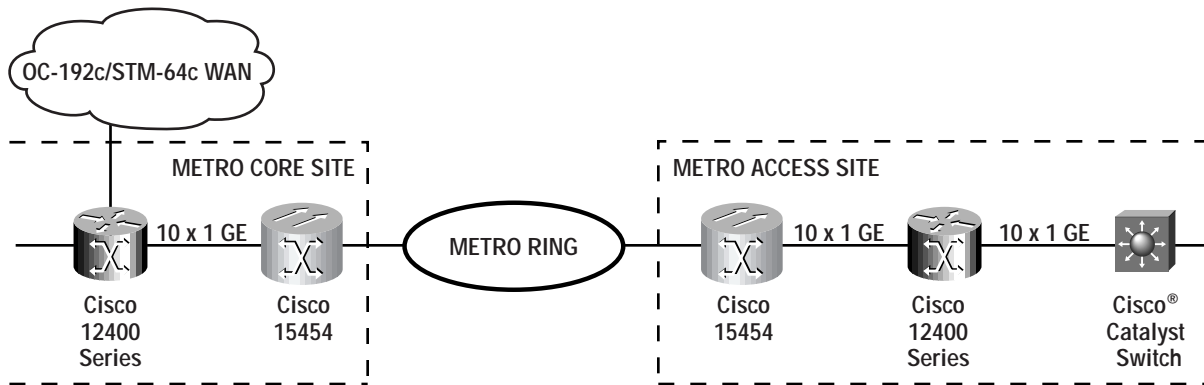 OC-192c/STM-64c WAN
METRO CORE SITE
METRO ACCESS SITE
10 x 1 GE
METRO RING
10 x 1 GE
10 x 1 GE
Cisco
12400
Series
Cisco
15454
Cisco
15454
Cisco
12400
Series
Cisco®
Catalyst
Switch